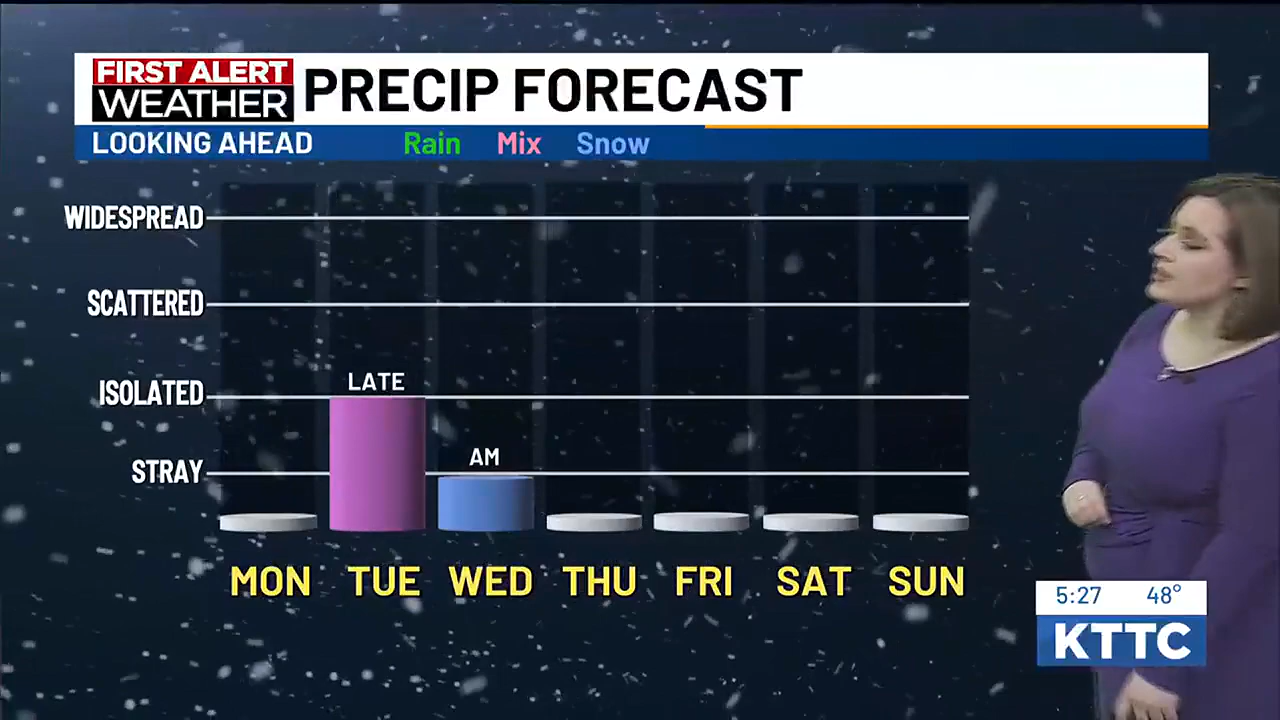 FIRST ALERT
WEATHER
PRECIP FORECAST
LOOKING AHEAD Rain Mix Snow
WIDESPREAD
SCATTERED
ISOLATED
STRAY
LATE
AM
MON TUE WED THU FRI SAT SUN
5:27 48°
KTTC